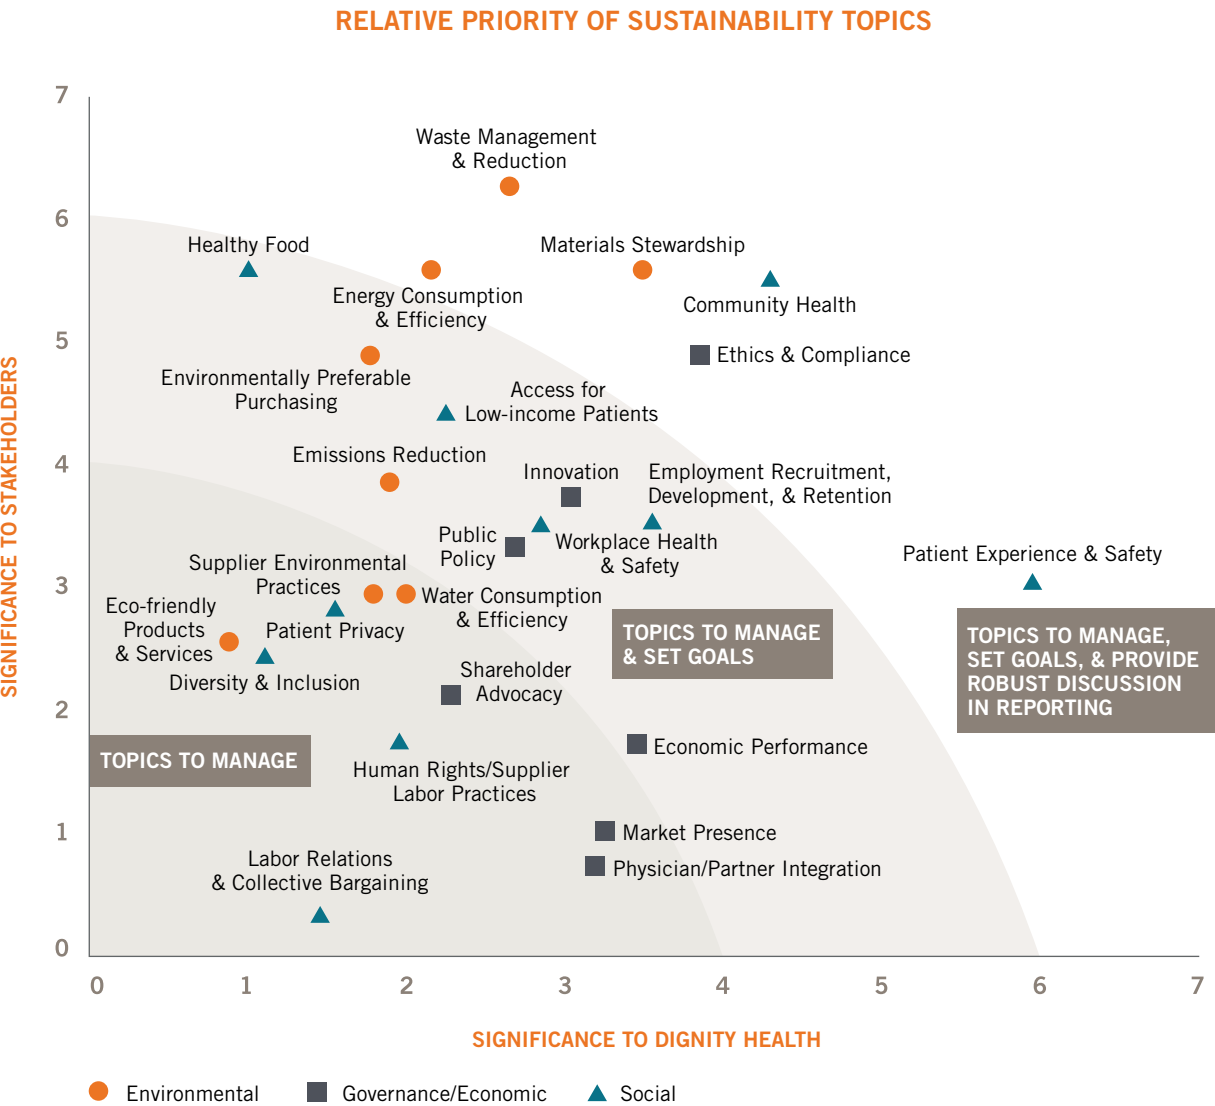 RELATIVE PRIORITY OF SUSTAINABILITY TOPICS
7
6
5
4
3
2
1
0
SIGNIFICANCE TO STAKEHOLDERS
Waste Management
& Reduction
Healthy Food
Materials Stewardship
Energy Consumption
& Efficiency
Community Health
Ethics & Compliance
Environmentally Preferable
Purchasing
Access for
Low-income Patients
Emissions Reduction
Innovation
Employment Recruitment,
Development, & Retention
Public
Policy
Workplace Health
& Safety
Patient Experience & Safety
Supplier Environmental
Practices
Water Consumption
& Efficiency
Eco-friendly
Products
& Services
Patient Privacy
Diversity & Inclusion
TOPICS TO MANAGE
& SET GOALS
TOPICS TO MANAGE,
SET GOALS, & PROVIDE
ROBUST DISCUSSION
IN REPORTING
Shareholder
Advocacy
TOPICS TO MANAGE
Economic Performance
Human Rights/Supplier
Labor Practices
Market Presence
Physician/Partner Integration
Labor Relations
& Collective Bargaining
0 1 2 3 4 5 6 7
SIGNIFICANCE TO DIGNITY HEALTH
Environmental Governance/Economic Social